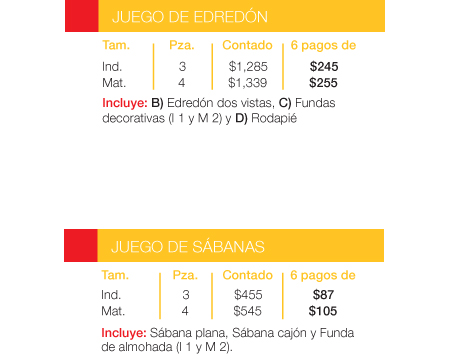 JUEGO DE EDREDÓN
Tam. Pza. Contado 6 pagos de
Ind. 3 $1,285 $245
Mat. 4 $1,339 $255
Incluye: B) Edredón dos vistas, C) Fundas
decorativas (I 1 y M 2) y D) Rodapié
JUEGO DE SÁBANAS
Tam. Pza. Contado 6 pagos de
Ind. 3 $455 $87
Mat. 4 $545 $105
Incluye: Sábana plana, Sábana cajón y Funda
de almohada (I 1 y M 2).